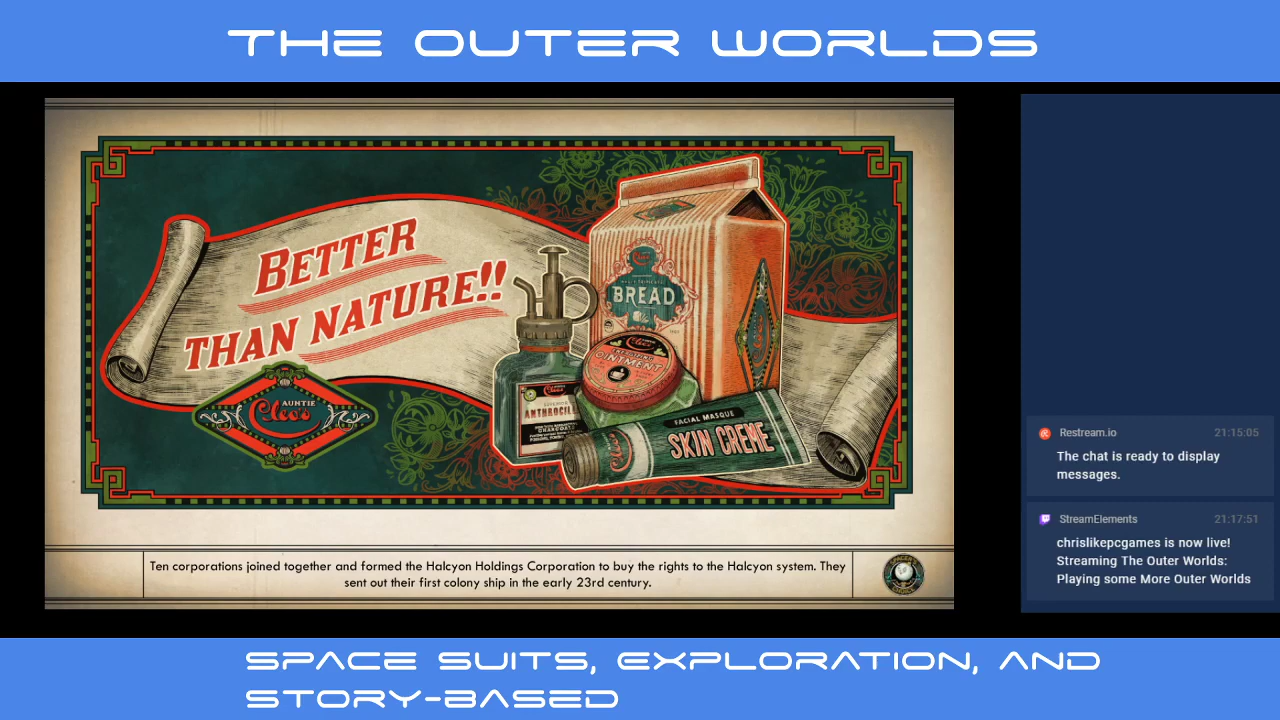 THE OUTER WORLDS
BETTER
THAN NATURE!!
AUNTIE
Cleo's
Cleo's
BREAD
Cleo's
OINTMENT
ANTHROCIL
FACIAL MASQUE
SKIN CREME
Cleo's
Ten corporations joined together and formed the Halcyon Holdings Corporation to buy the rights to the Halcyon system. They
sent out their first colony ship in the early 23rd century.
Restream.io 21:15:05
The chat is ready to display
messages.
StreamElements 21:17:51
chrislikepcgames is now live!
Streaming The Outer Worlds:
Playing some More Outer Worlds
SPACE SUITS, EXPLORATION, AND
STORY-BASED